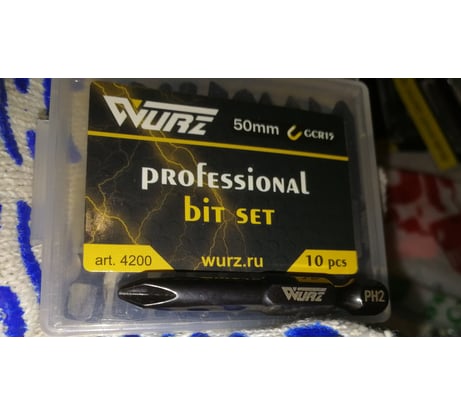 WURZ
50mm GCR15
professional
bit set
art. 4200 wurz.ru 10 pcs
WURZ PH2